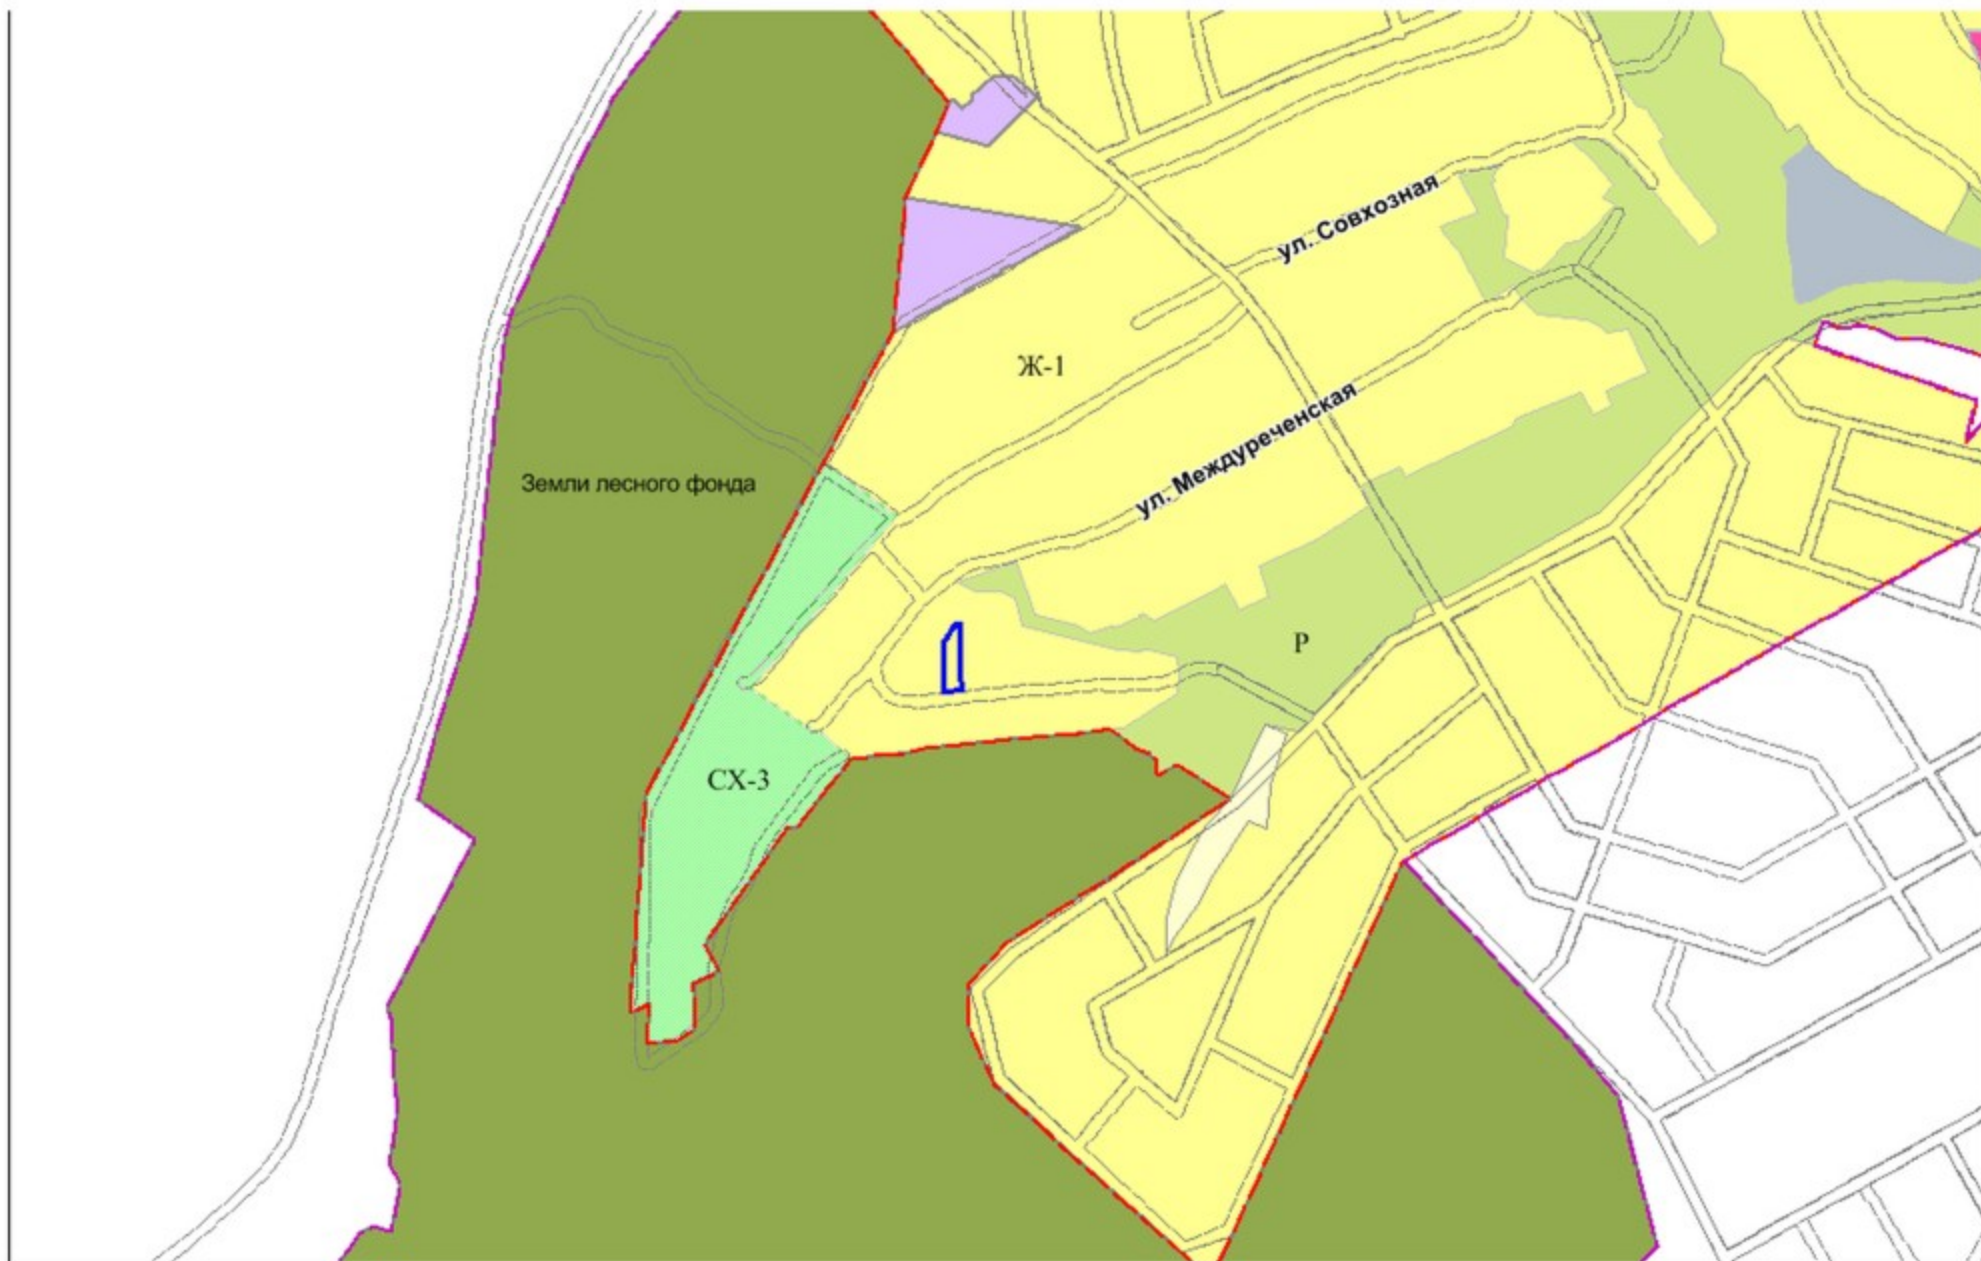 ул. Совхозная
Ж-1
ул. Междуреченская
Земли лесного фонда
Р
СХ-3